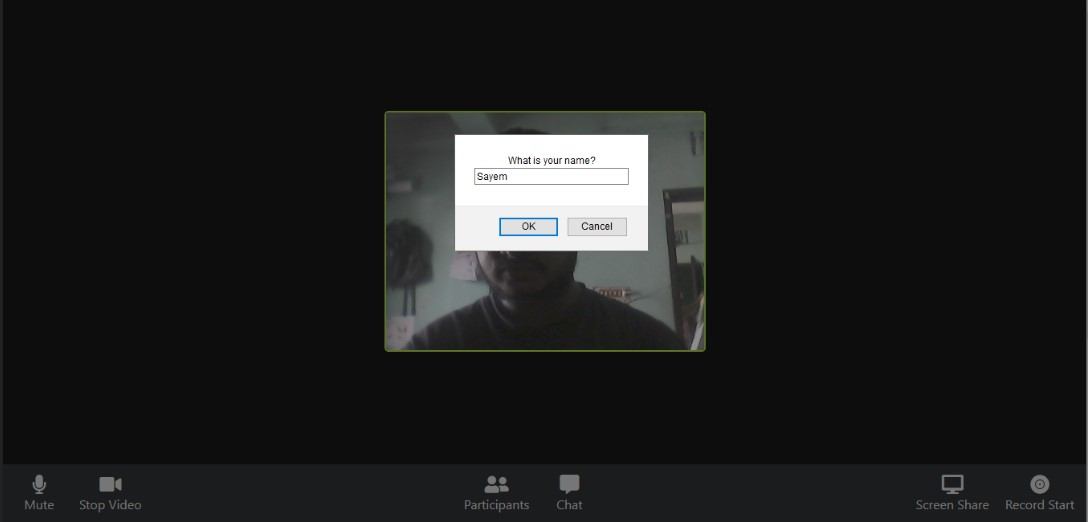 What is your name?
Sayem
OK Cancel
Mute Stop Video Participants Chat Screen Share Record Start